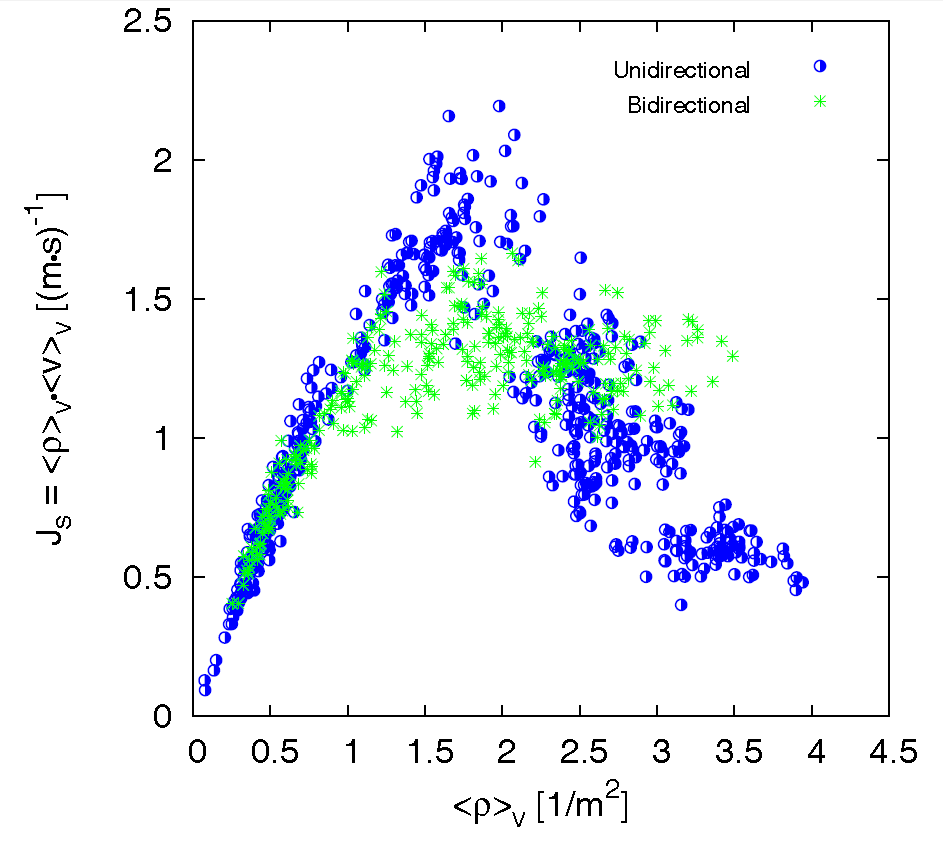 2.5
2
1.5
1
0.5
0
Jₛ = <ρ>ᵥ·<v>ᵥ [(m·s)⁻¹]
Unidirectional
Bidirectional
0 0.5 1 1.5 2 2.5 3 3.5 4 4.5
<ρ>ᵥ [1/m²]